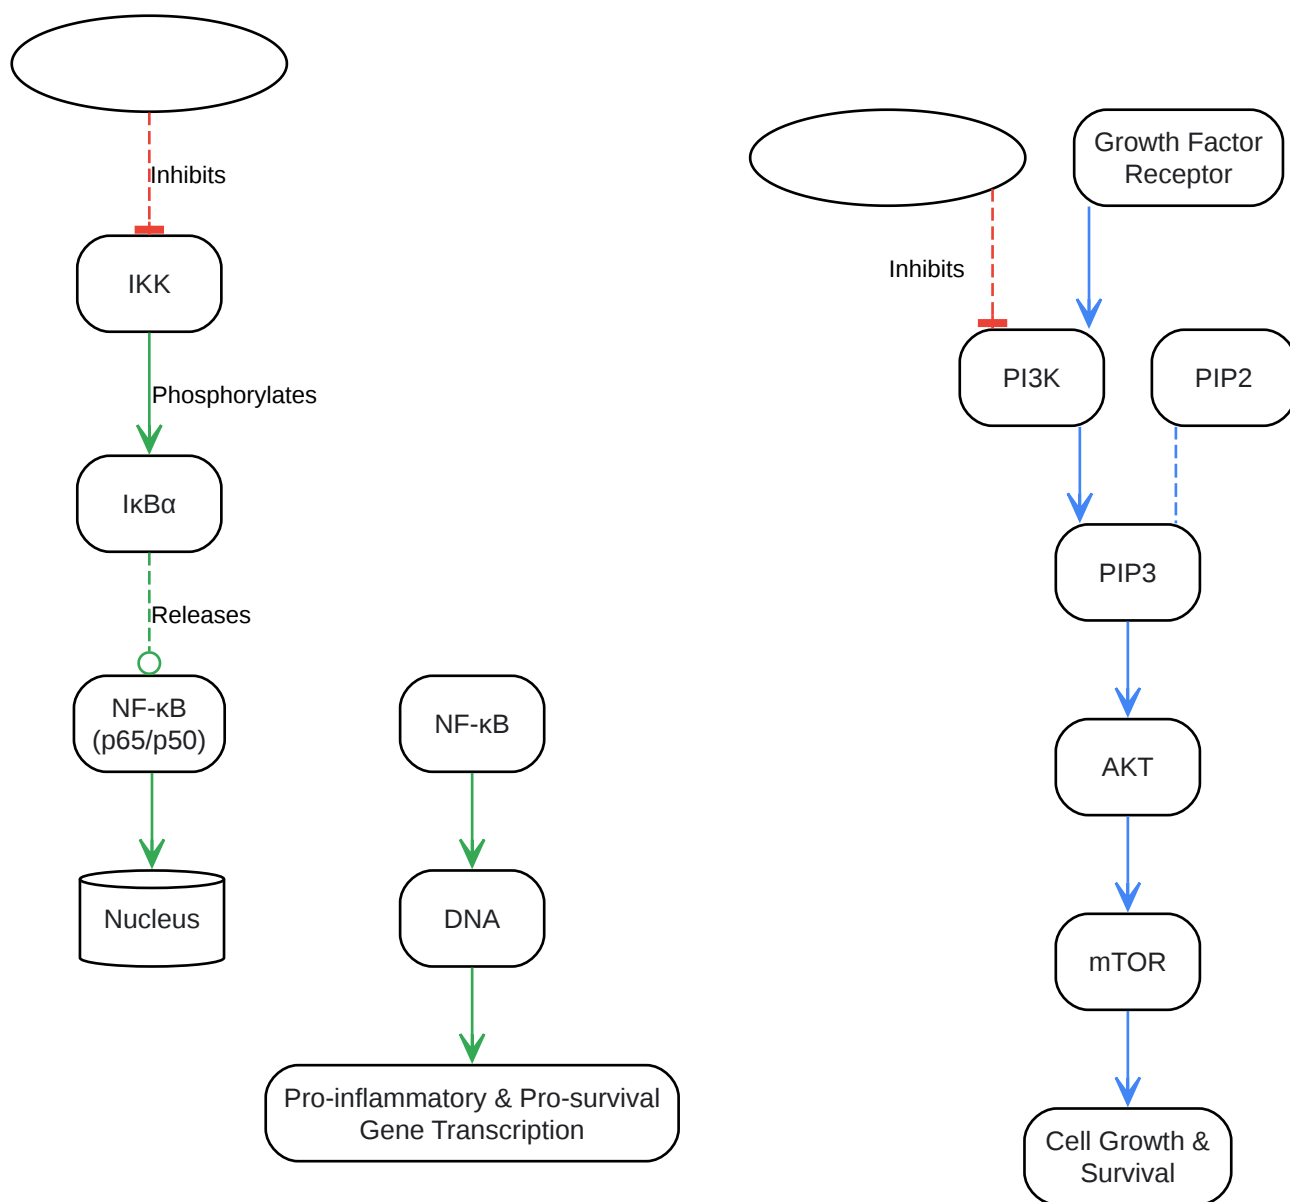 Inhibits
IKK
Phosphorylates
IκBα
Releases
NF-κB
(p65/p50)
Nucleus
NF-κB
DNA
Pro-inflammatory & Pro-survival
Gene Transcription
Growth Factor
Receptor
Inhibits
PI3K
PIP2
PIP3
AKT
mTOR
Cell Growth &
Survival